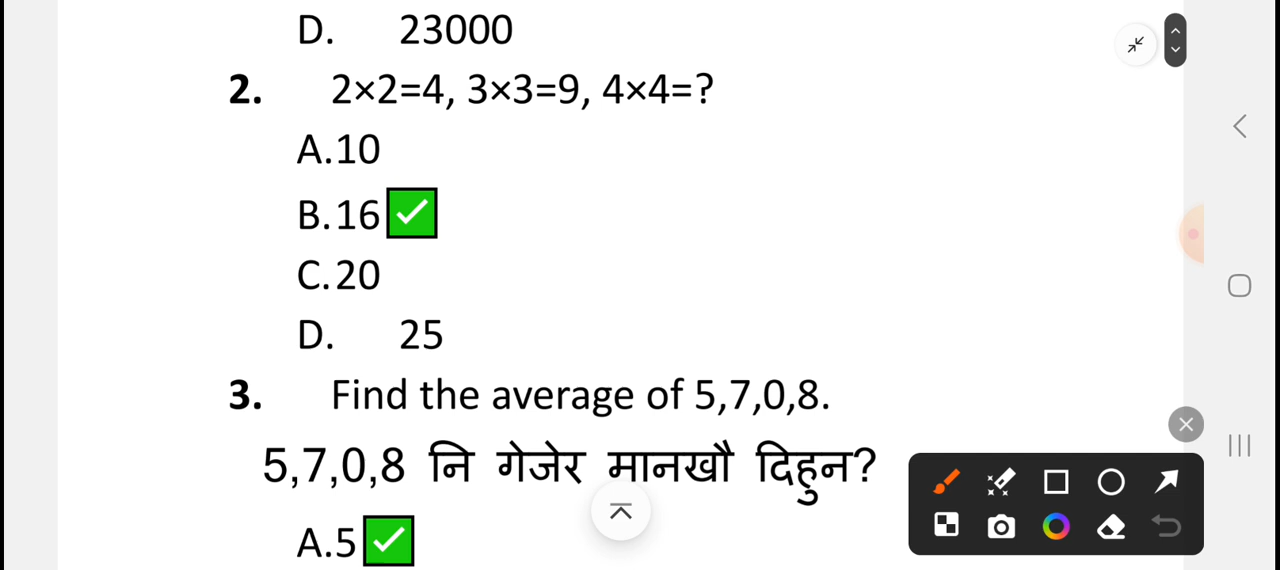 D. 23000
2. 2×2=4, 3×3=9, 4×4=?
A.10
B.16
C.20
D. 25
3. Find the average of 5,7,0,8.
5,7,0,8 नि गेजेर मानखौ दिहुन?
A.5